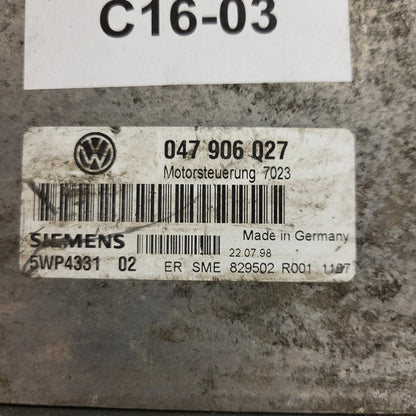 C16-03
VW
047 906 027
Motorsteuerung 7023
Made in Germany
SIEMENS
22.07.98
5WP4331 02
ER SME 829502 R001